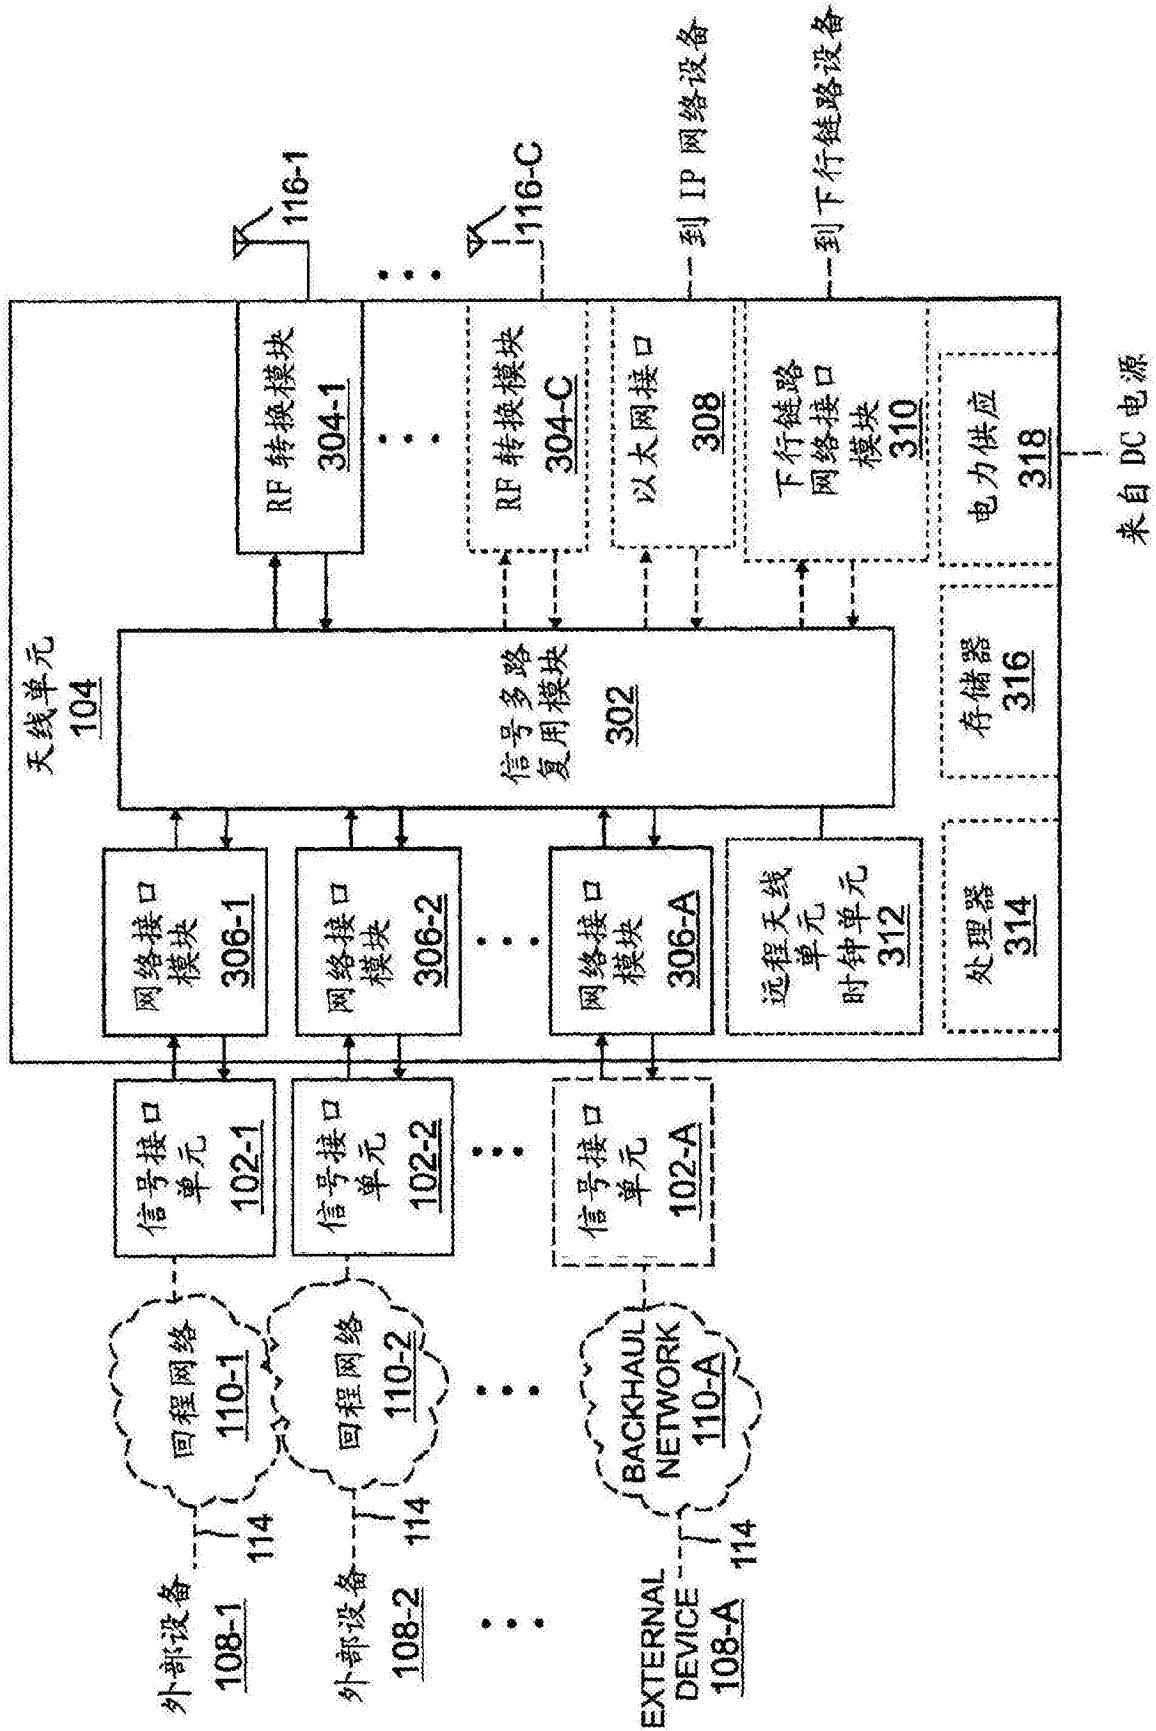 天线单元
104
外部设备
108-1
114
回程网络
110-1
信号接口
单元
102-1
网络接口
模块
306-1
外部设备
108-2
114
回程网络
110-2
信号接口
单元
102-2
网络接口
模块
306-2
EXTERNAL
DEVICE
108-A
114
BACKHAUL
NETWORK
110-A
信号接口
单元
102-A
网络接口
模块
306-A
信号多路
复用模块
302
RF转换模块
304-1
116-1
RF转换模块
304-C
116-C
以太网接口
308
到 IP 网络设备
下行链路
网络接口
模块
310
到下行链路设备
远程天线
单元
时钟单元
312
处理器
314
存储器
316
电力供应
318
来自 DC 电源